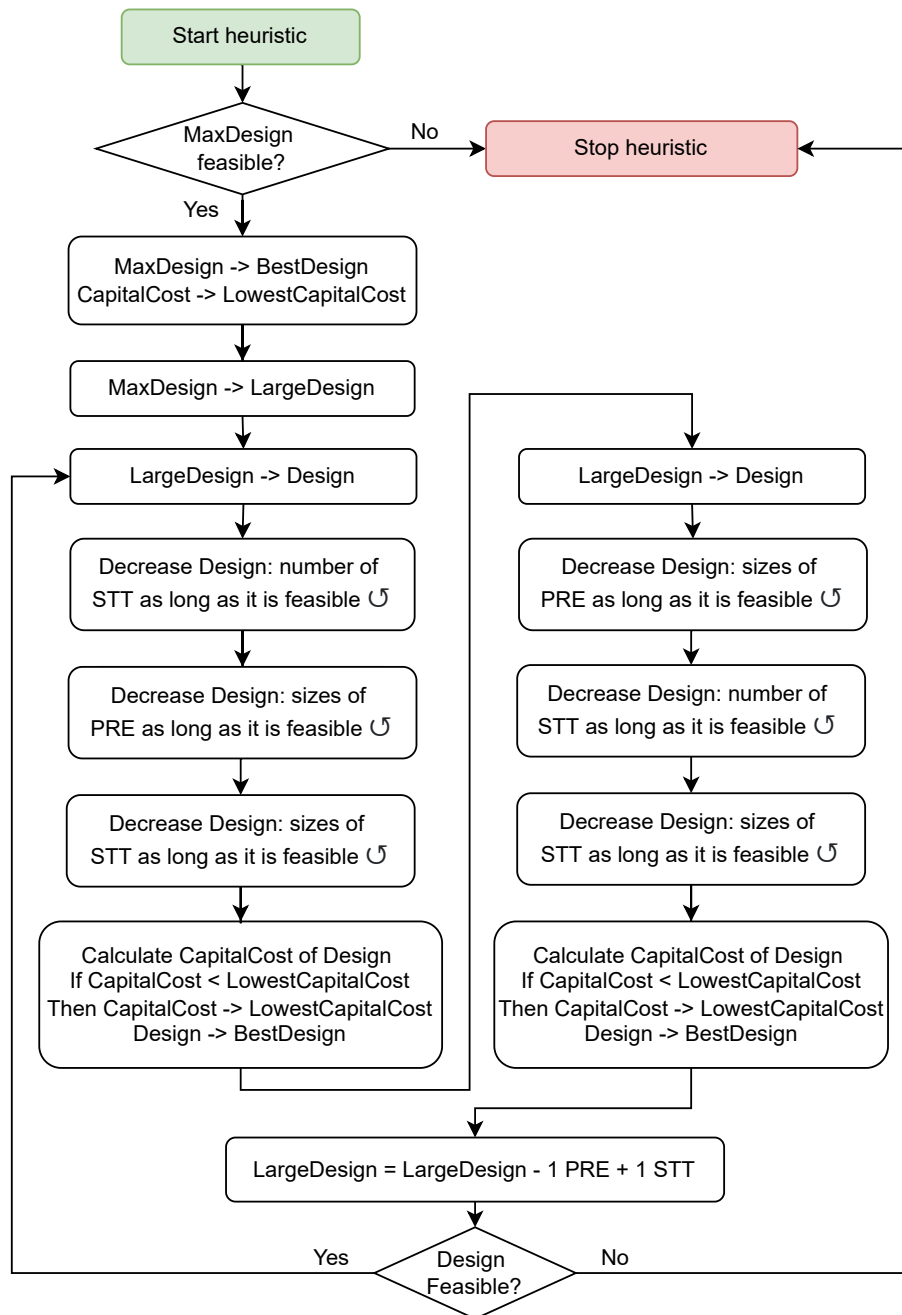 Start heuristic
MaxDesign
feasible?
No
Stop heuristic
Yes
MaxDesign -> BestDesign
CapitalCost -> LowestCapitalCost
MaxDesign -> LargeDesign
LargeDesign -> Design
Decrease Design: number of
STT as long as it is feasible ↺
Decrease Design: sizes of
PRE as long as it is feasible ↺
Decrease Design: sizes of
STT as long as it is feasible ↺
Calculate CapitalCost of Design
If CapitalCost < LowestCapitalCost
Then CapitalCost -> LowestCapitalCost
Design -> BestDesign
LargeDesign -> Design
Decrease Design: sizes of
PRE as long as it is feasible ↺
Decrease Design: number of
STT as long as it is feasible ↺
Decrease Design: sizes of
STT as long as it is feasible ↺
Calculate CapitalCost of Design
If CapitalCost < LowestCapitalCost
Then CapitalCost -> LowestCapitalCost
Design -> BestDesign
LargeDesign = LargeDesign - 1 PRE + 1 STT
Yes
Design
Feasible?
No